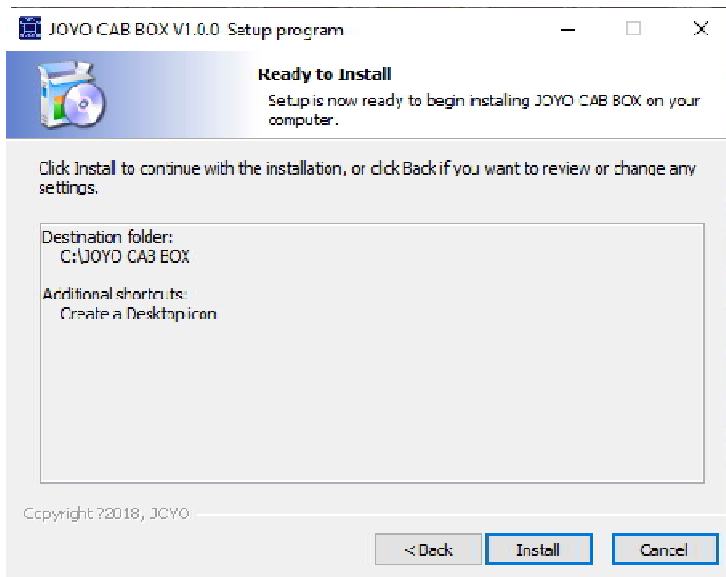 JOYO CAB BOX V1.0.0 Setup program
Ready to Install
Setup is now ready to begin installing JOYO CAB BOX on your
computer.
Click Install to continue with the installation, or click Back if you want to review or change any
settings.
Destination folder:
C:\JOYO CAB BOX
Additional shortcuts:
Create a Desktop icon
Copyright ?2018, JOYO
< Back
Install
Cancel